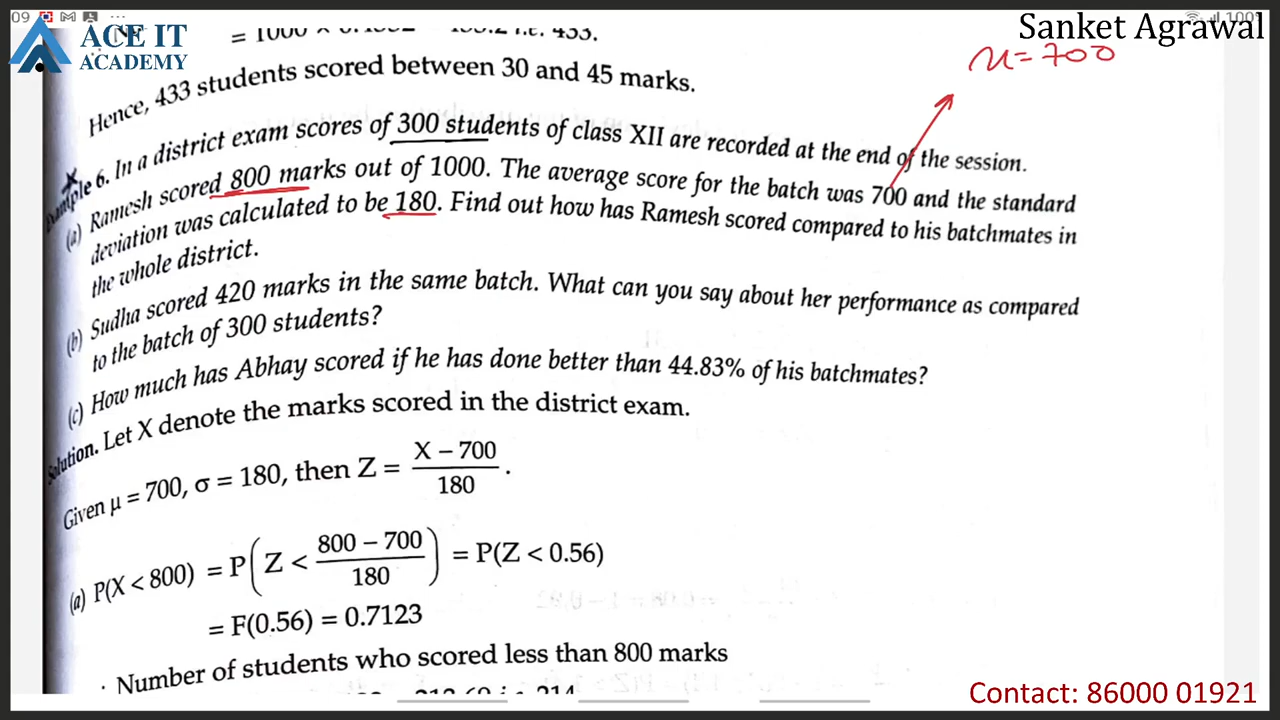 09
100%
ACE IT
ACADEMY
Sanket Agrawal
μ = 700
Hence, 433 students scored between 30 and 45 marks.
Example 6. In a district exam scores of 300 students of class XII are recorded at the end of the session.
(a) Ramesh scored 800 marks out of 1000. The average score for the batch was 700 and the standard
deviation was calculated to be 180. Find out how has Ramesh scored compared to his batchmates in
the whole district.
(b) Sudha scored 420 marks in the same batch. What can you say about her performance as compared
to the batch of 300 students?
(c) How much has Abhay scored if he has done better than 44.83% of his batchmates?
Solution. Let X denote the marks scored in the district exam.
Given μ = 700, σ = 180, then Z = X – 700 / 180 .
(a) P(X < 800) = P( Z < 800 – 700 / 180 ) = P(Z < 0.56)
= F(0.56) = 0.7123
Number of students who scored less than 800 marks
Contact: 86000 01921